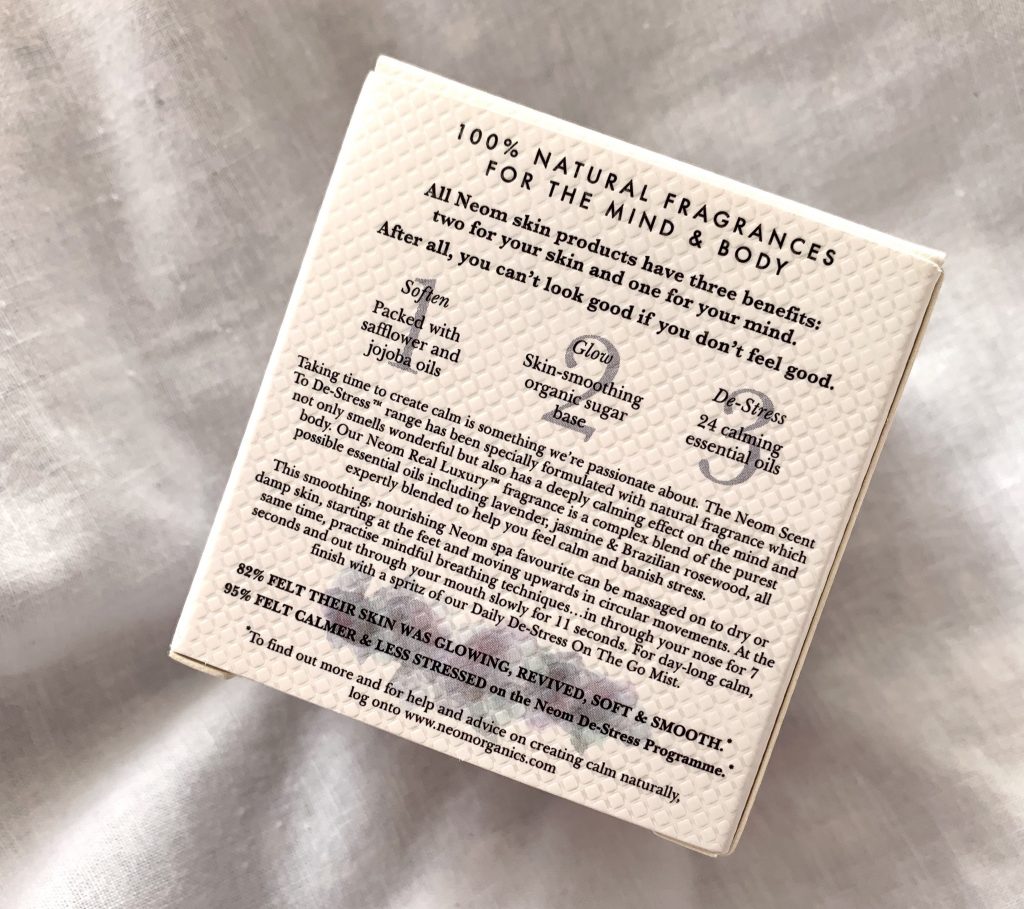 100% NATURAL FRAGRANCES
FOR THE MIND & BODY
All Neom skin products have three benefits:
two for your skin and one for your mind.
After all, you can't look good if you don't feel good.
1
Soften
Packed with
safflower and
jojoba oils
2
Glow
Skin-smoothing
organic sugar
base
3
De-Stress
24 calming
essential oils
Taking time to create calm is something we're passionate about. The Neom Scent
To De-Stress™ range has been specially formulated with a natural fragrance which
not only smells wonderful but also has a deeply calming effect on the mind and
body. Our Neom Real Luxury™ fragrance is a complex blend of the purest
possible essential oils including lavender, jasmine & Brazilian rosewood, all
expertly blended to help you feel calm and banish stress.
This smoothing, nourishing Neom spa favourite can be massaged on to dry or
damp skin, starting at the feet and moving upwards in circular movements. At the
same time, practise mindful breathing techniques...in through your nose for 7
seconds and out through your mouth slowly for 11 seconds. For day-long calm,
finish with a spritz of our Daily De-Stress On The Go Mist.
82% FELT THEIR SKIN WAS GLOWING, REVIVED, SOFT & SMOOTH.*
95% FELT CALMER & LESS STRESSED on the Neom De-Stress Programme.*
*To find out more and for help and advice on creating calm naturally,
log onto www.neomorganics.com